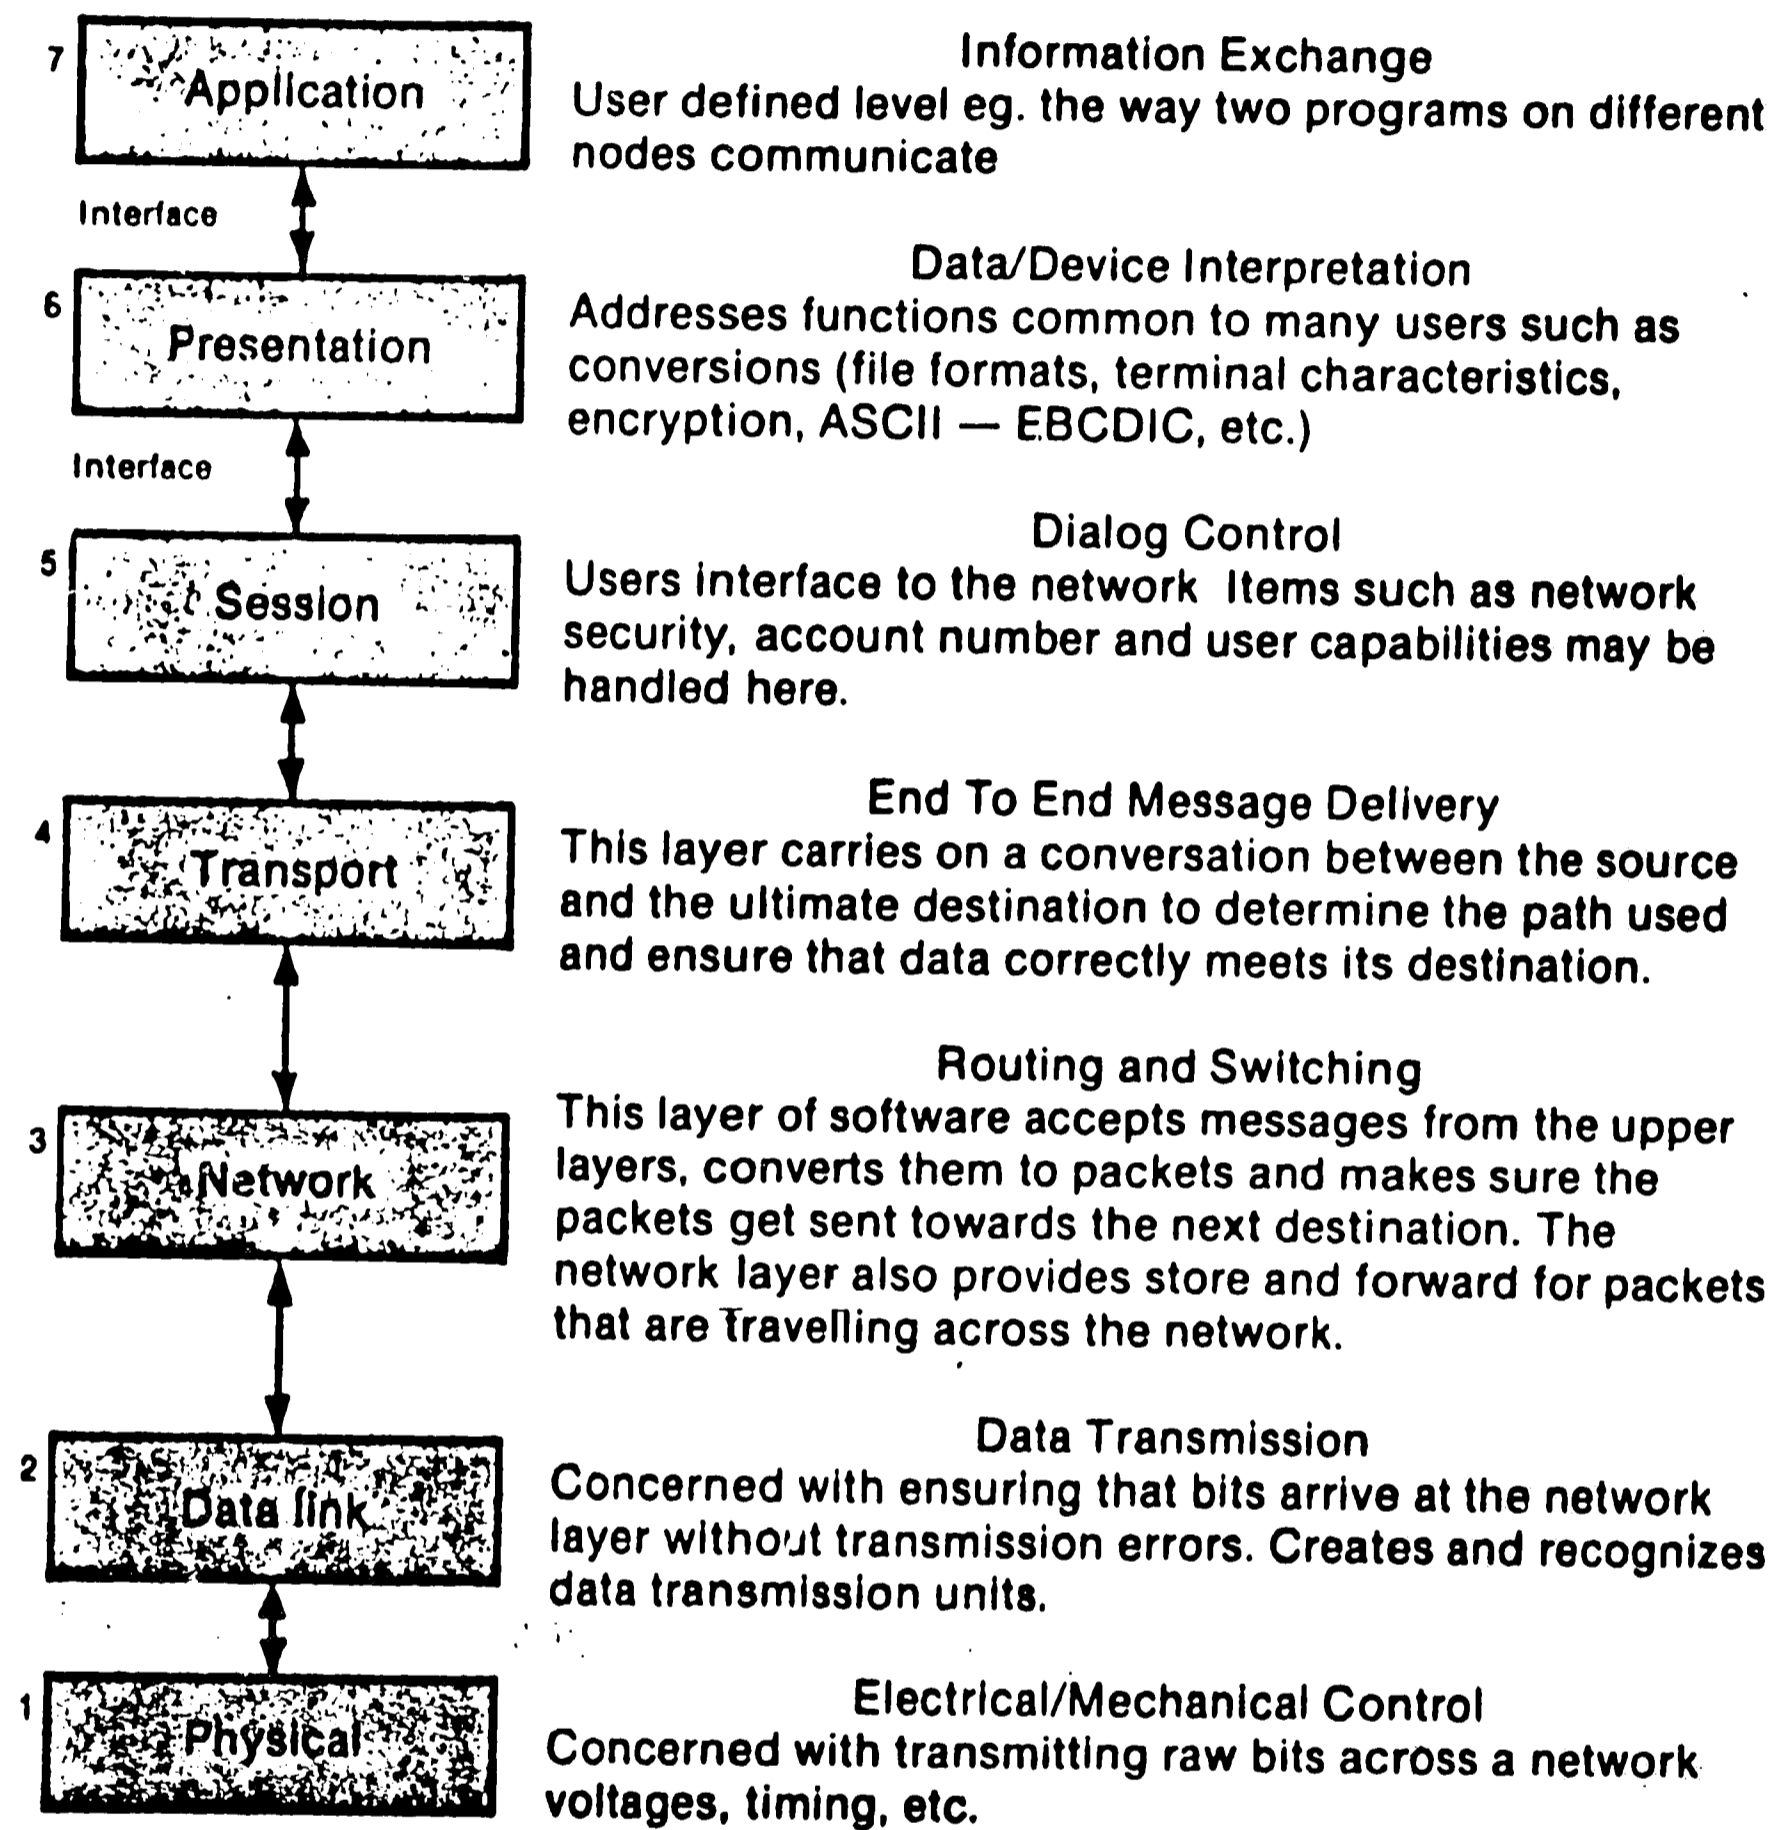 7
Application
Information Exchange
User defined level eg. the way two programs on different
nodes communicate
Interface
6
Presentation
Data/Device Interpretation
Addresses functions common to many users such as
conversions (file formats, terminal characteristics,
encryption, ASCII — EBCDIC, etc.)
Interface
5
Session
Dialog Control
Users interface to the network Items such as network
security, account number and user capabilities may be
handled here.
4
Transport
End To End Message Delivery
This layer carries on a conversation between the source
and the ultimate destination to determine the path used
and ensure that data correctly meets its destination.
3
Network
Routing and Switching
This layer of software accepts messages from the upper
layers, converts them to packets and makes sure the
packets get sent towards the next destination. The
network layer also provides store and forward for packets
that are travelling across the network.
2
Data link
Data Transmission
Concerned with ensuring that bits arrive at the network
layer without transmission errors. Creates and recognizes
data transmission units.
1
Physical
Electrical/Mechanical Control
Concerned with transmitting raw bits across a network
voltages, timing, etc.